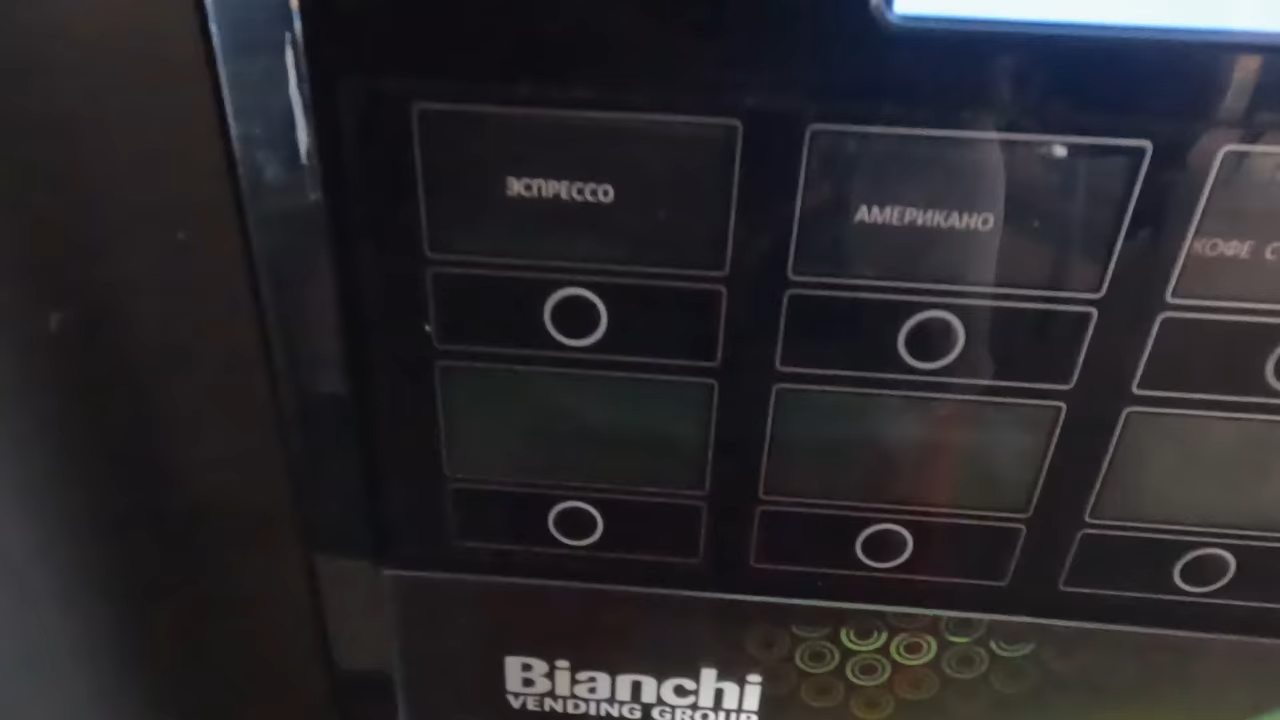 ЭСПРЕССО
АМЕРИКАНО
КОФЕ С
Bianchi
VENDING GROUP